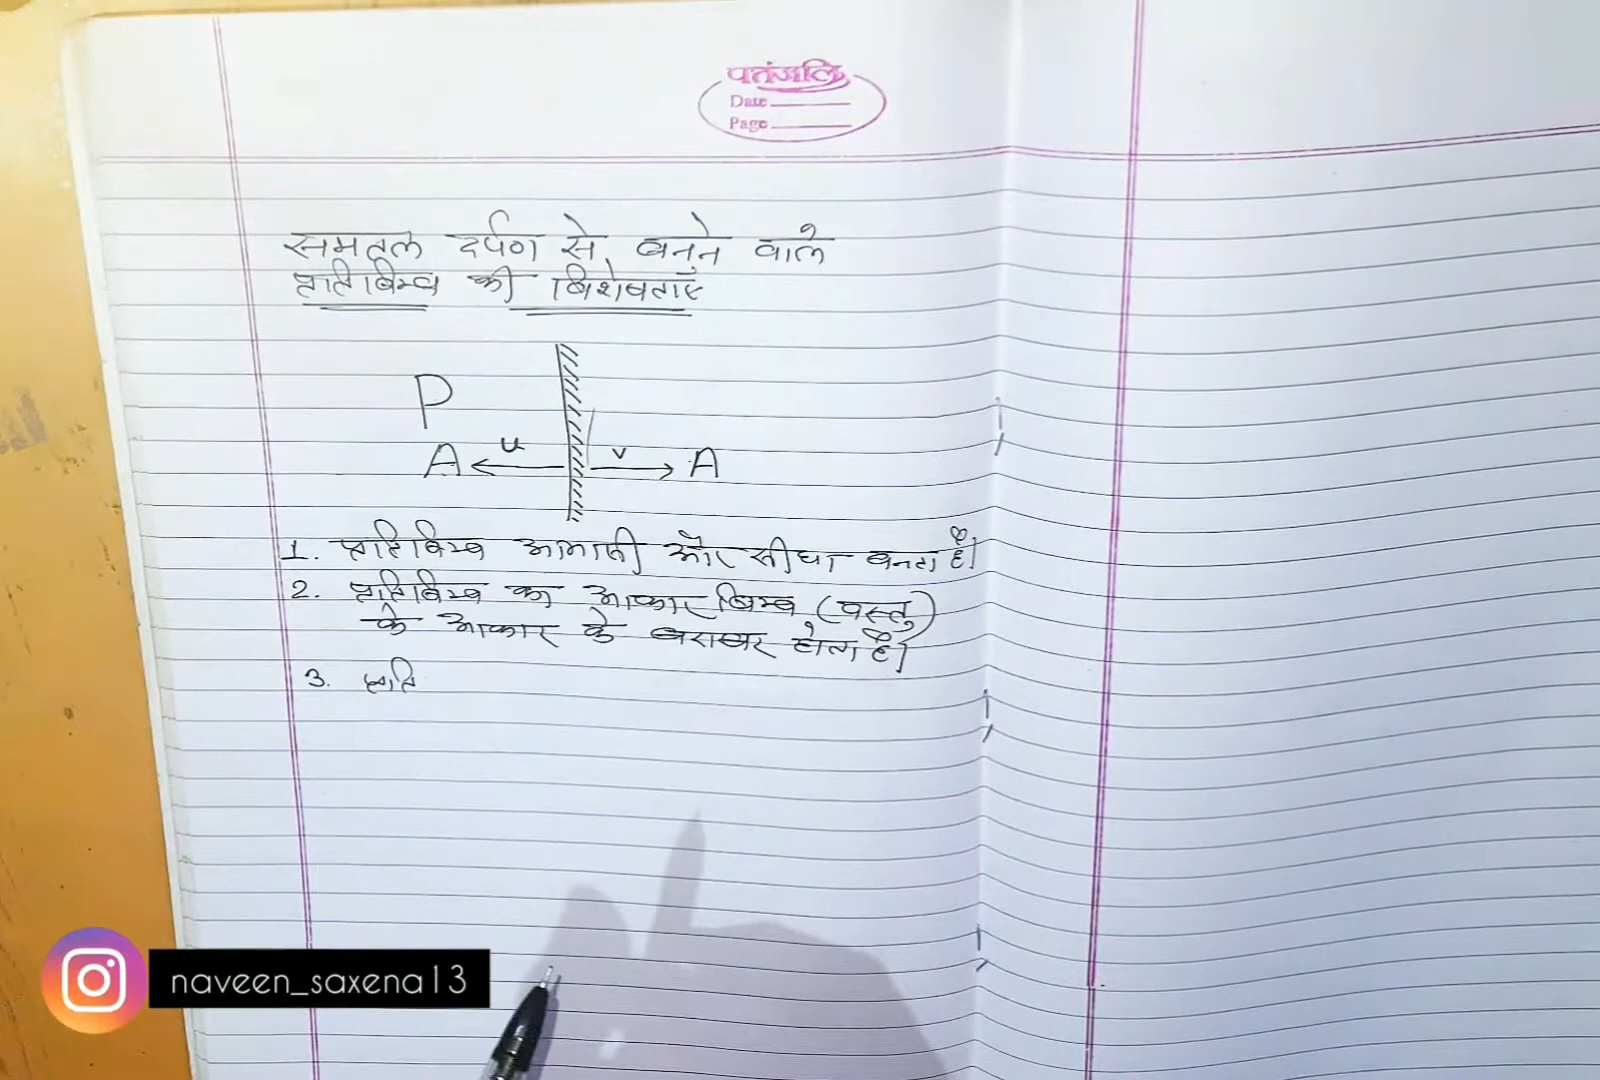 पतंजलि
Date
Page
समतल दर्पण से बनने वाले
प्रतिबिम्ब की विशेषताएँ
P
A u v A
1. प्रतिबिम्ब आभासी और सीधा बनता है।
2. प्रतिबिम्ब का आकार बिम्ब (वस्तु)
के आकार के बराबर होता है।
3. प्रति
naveen_saxena13